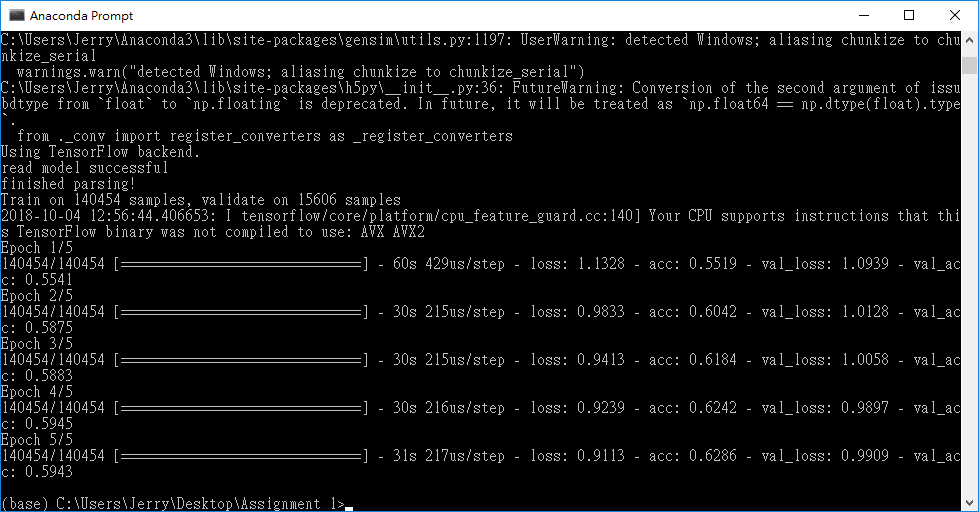 Anaconda Prompt
C:\Users\Jerry\Anaconda3\lib\site-packages\gensim\utils.py:1197: UserWarning: detected Windows; aliasing chunkize to chu
nkize_serial
  warnings.warn("detected Windows; aliasing chunkize to chunkize_serial")
C:\Users\Jerry\Anaconda3\lib\site-packages\h5py\__init__.py:36: FutureWarning: Conversion of the second argument of issu
bdtype from `float` to `np.floating` is deprecated. In future, it will be treated as `np.float64 == np.dtype(float).type
`.
  from ._conv import register_converters as _register_converters
Using TensorFlow backend.
read model successful
finished parsing!
Train on 140454 samples, validate on 15606 samples
2018-10-04 12:56:44.406653: I tensorflow/core/platform/cpu_feature_guard.cc:140] Your CPU supports instructions that thi
s TensorFlow binary was not compiled to use: AVX AVX2
Epoch 1/5
140454/140454 [==============================] - 60s 429us/step - loss: 1.1328 - acc: 0.5519 - val_loss: 1.0939 - val_ac
c: 0.5541
Epoch 2/5
140454/140454 [==============================] - 30s 215us/step - loss: 0.9833 - acc: 0.6042 - val_loss: 1.0128 - val_ac
c: 0.5875
Epoch 3/5
140454/140454 [==============================] - 30s 215us/step - loss: 0.9413 - acc: 0.6184 - val_loss: 1.0058 - val_ac
c: 0.5883
Epoch 4/5
140454/140454 [==============================] - 30s 216us/step - loss: 0.9239 - acc: 0.6242 - val_loss: 0.9897 - val_ac
c: 0.5945
Epoch 5/5
140454/140454 [==============================] - 31s 217us/step - loss: 0.9113 - acc: 0.6286 - val_loss: 0.9909 - val_ac
c: 0.5943
(base) C:\Users\Jerry\Desktop\Assignment 1>